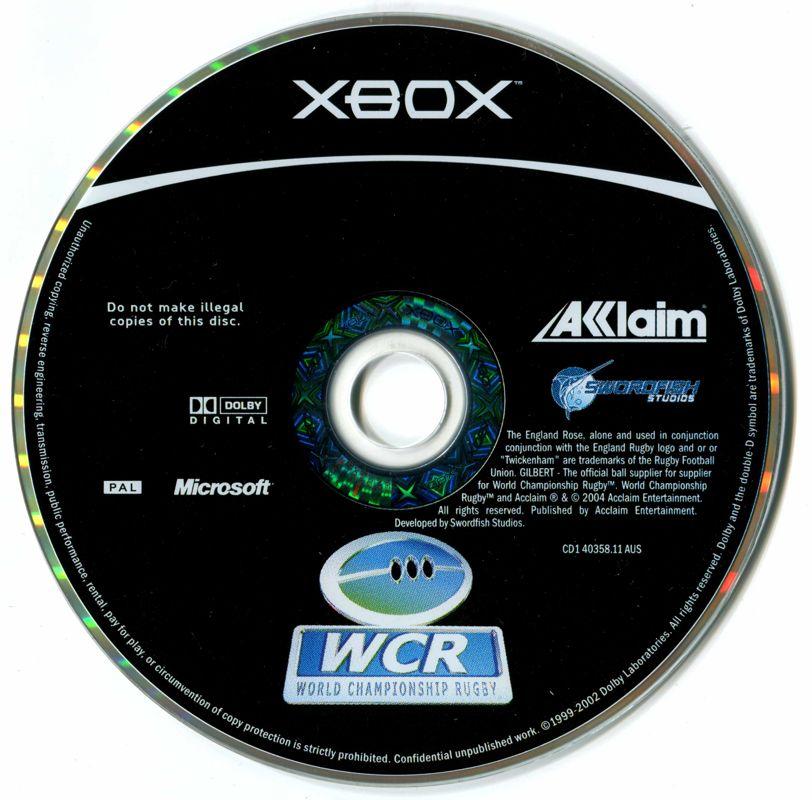 XBOX™
Do not make illegal
copies of this disc.
XBOX
AKKlaim®
SWORDFISH
STUDIOS
DOLBY
DIGITAL
PAL
Microsoft®
The England Rose, alone and used in conjunction
conjunction with the England Rugby logo and or or
"Twickenham" are trademarks of the Rugby Football
Union. GILBERT - The official ball supplier for supplier
for World Championship Rugby™. World Championship
Rugby™ and Acclaim ® & © 2004 Acclaim Entertainment.
All rights reserved. Published by Acclaim Entertainment.
Developed by Swordfish Studios.
CD1 40358.11 AUS
WCR
WORLD CHAMPIONSHIP RUGBY
Unauthorized copying, reverse engineering, transmission, public performance, rental, pay for play, or circumvention of copy protection is strictly prohibited. Confidential unpublished work. ©1999-2002 Dolby Laboratories. All rights reserved. Dolby and the double D symbol are trademarks of Dolby Laboratories.